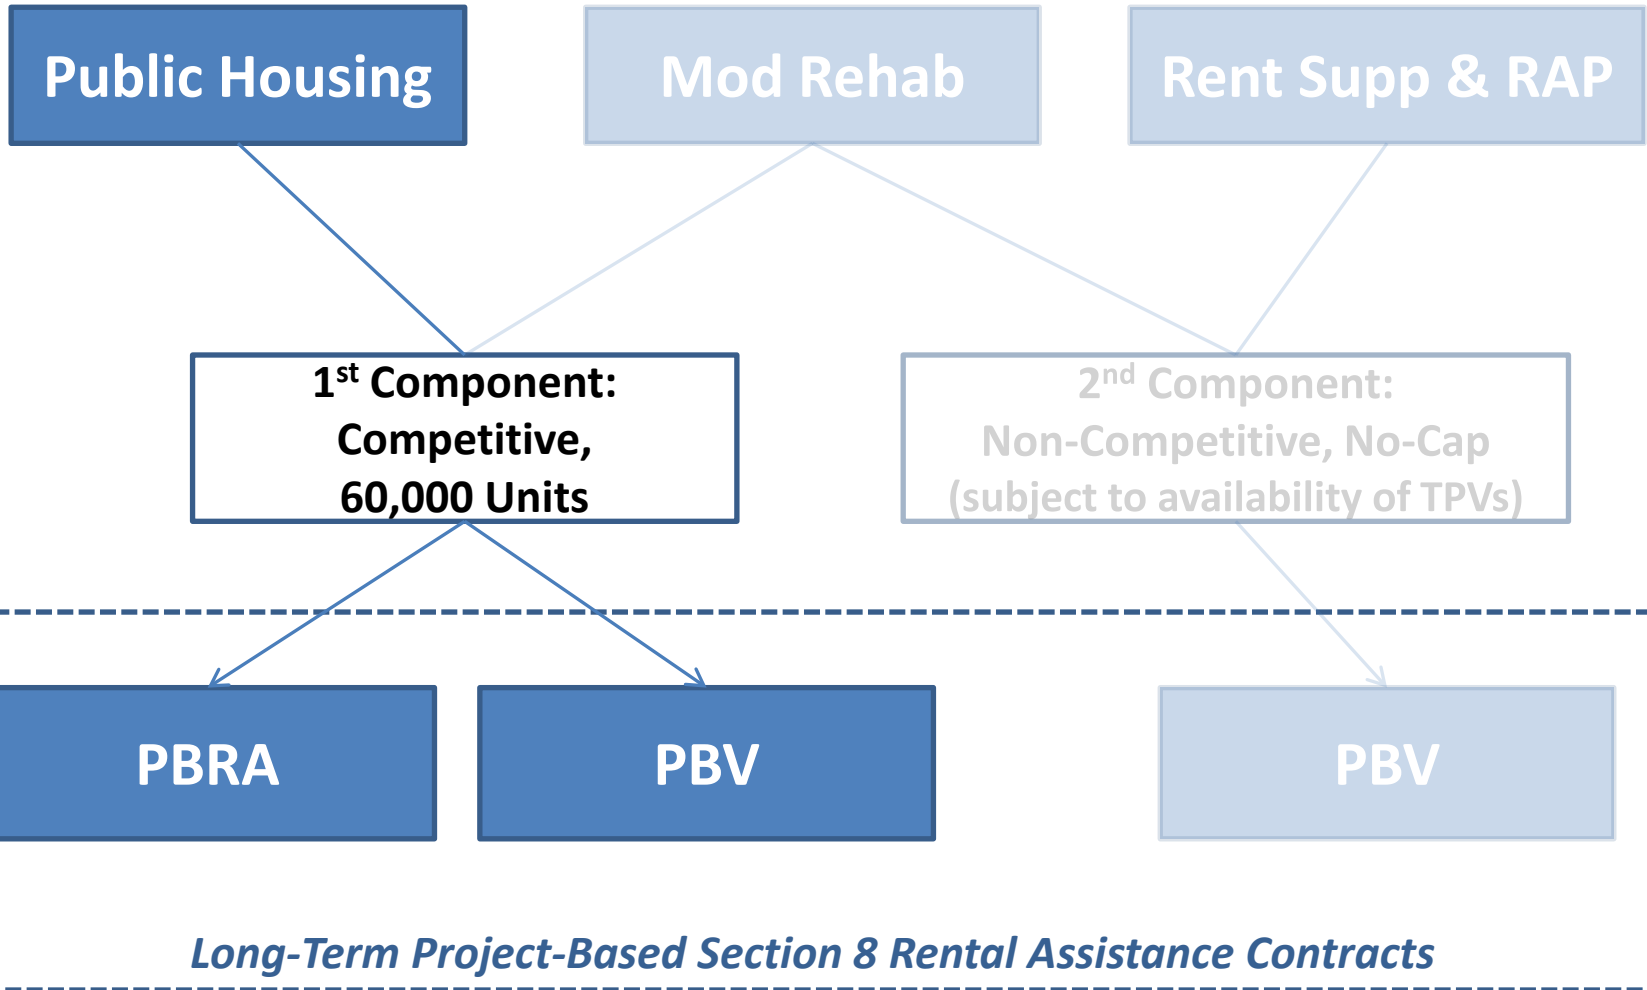 Public Housing
Mod Rehab
Rent Supp & RAP
1st Component:
Competitive,
60,000 Units
2nd Component:
Non-Competitive, No-Cap
(subject to availability of TPVs)
PBRA
PBV
PBV
Long-Term Project-Based Section 8 Rental Assistance Contracts